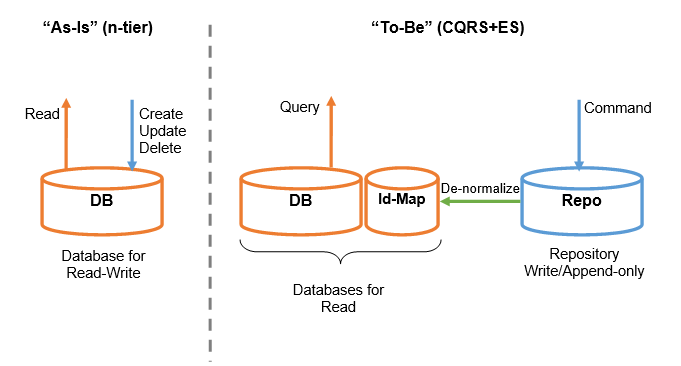 “As-Is” (n-tier)
“To-Be” (CQRS+ES)
Read
Create
Update
Delete
DB
Database for
Read-Write
Query
Command
DB
Id-Map
De-normalize
Repo
Databases for
Read
Repository
Write/Append-only